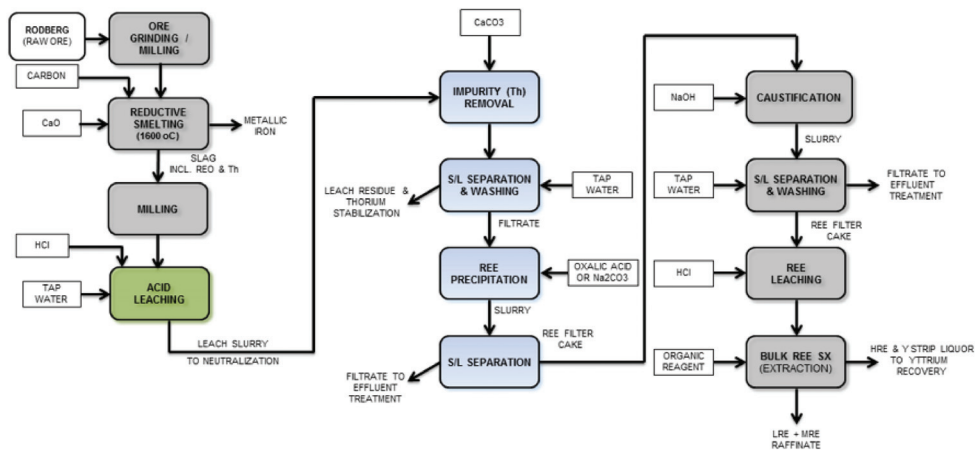 RODBERG
(RAW ORE)
ORE
GRINDING /
MILLING
CARBON
CaO
REDUCTIVE
SMELTING
(1600 oC)
METALLIC
IRON
SLAG
INCL. REO & Th
MILLING
HCl
TAP
WATER
ACID
LEACHING
LEACH SLURRY
TO NEUTRALIZATION
CaCO3
IMPURITY (Th)
REMOVAL
S/L SEPARATION
& WASHING
TAP
WATER
LEACH RESIDUE &
THORIUM
STABILIZATION
FILTRATE
REE
PRECIPITATION
OXALIC ACID
OR Na2CO3
SLURRY
S/L SEPARATION
REE FILTER
CAKE
FILTRATE TO
EFFLUENT
TREATMENT
NaOH
CAUSTIFICATION
SLURRY
TAP
WATER
S/L SEPARATION
& WASHING
FILTRATE TO
EFFLUENT
TREATMENT
REE FILTER
CAKE
HCl
REE
LEACHING
ORGANIC
REAGENT
BULK REE SX
(EXTRACTION)
HRE & Y STRIP LIQUOR
TO YTTRIUM
RECOVERY
LRE + MRE
RAFFINATE